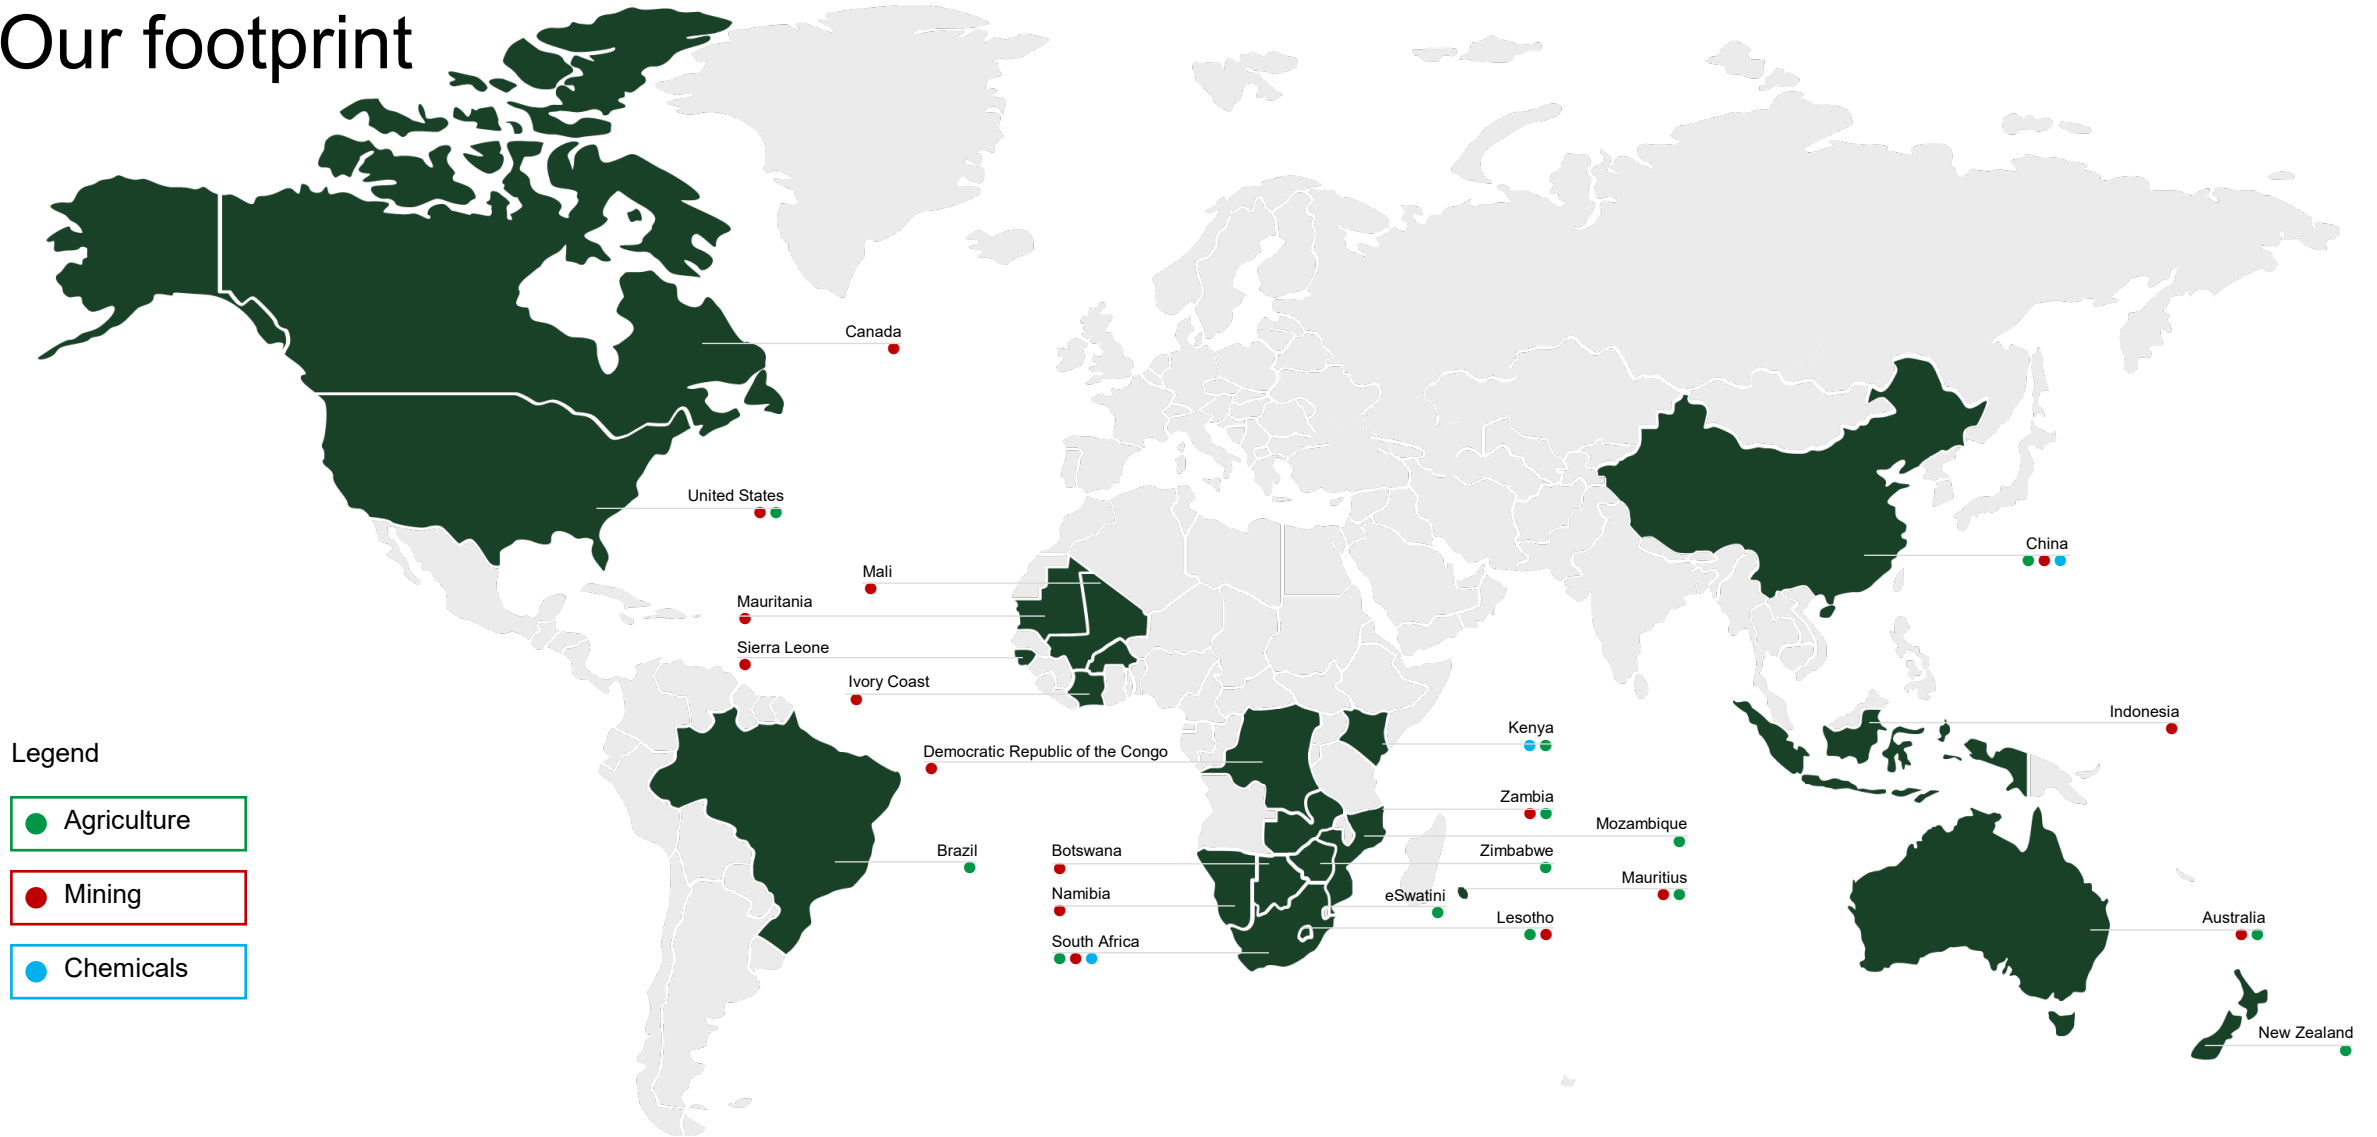 Our footprint
Canada
United States
Mali
Mauritania
Sierra Leone
Ivory Coast
Democratic Republic of the Congo
Brazil
Botswana
Namibia
South Africa
China
Indonesia
Kenya
Zambia
Mozambique
Zimbabwe
Mauritius
eSwatini
Lesotho
Australia
New Zealand
Legend
Agriculture
Mining
Chemicals